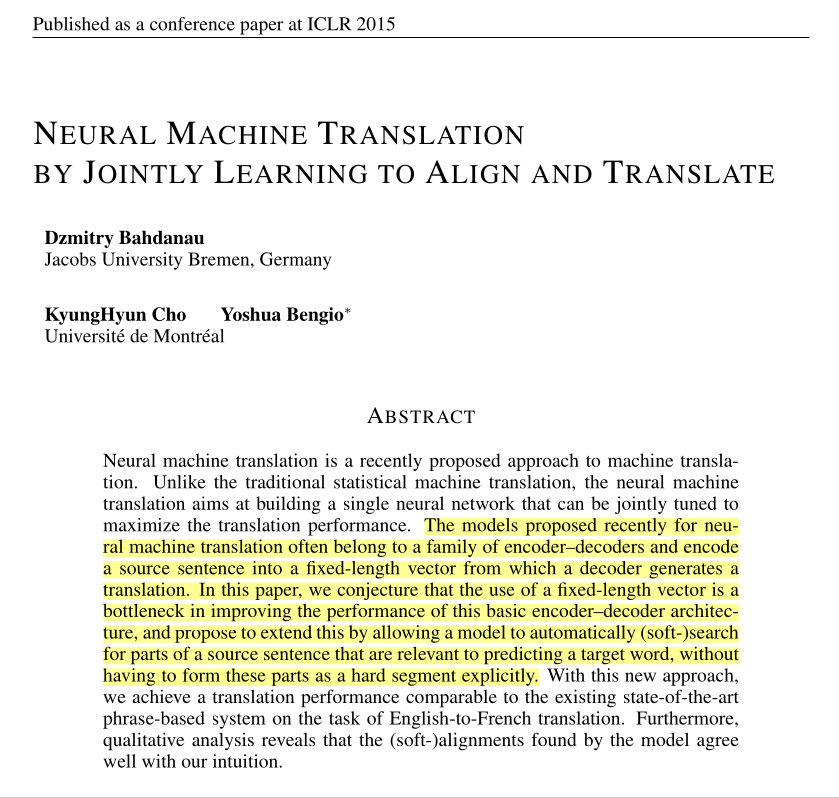 Published as a conference paper at ICLR 2015
NEURAL MACHINE TRANSLATION
BY JOINTLY LEARNING TO ALIGN AND TRANSLATE
Dzmitry Bahdanau
Jacobs University Bremen, Germany
KyungHyun Cho Yoshua Bengio*
Université de Montréal
ABSTRACT
Neural machine translation is a recently proposed approach to machine transla-
tion. Unlike the traditional statistical machine translation, the neural machine
translation aims at building a single neural network that can be jointly tuned to
maximize the translation performance. The models proposed recently for neu-
ral machine translation often belong to a family of encoder–decoders and encode
a source sentence into a fixed-length vector from which a decoder generates a
translation. In this paper, we conjecture that the use of a fixed-length vector is a
bottleneck in improving the performance of this basic encoder–decoder architec-
ture, and propose to extend this by allowing a model to automatically (soft-)search
for parts of a source sentence that are relevant to predicting a target word, without
having to form these parts as a hard segment explicitly. With this new approach,
we achieve a translation performance comparable to the existing state-of-the-art
phrase-based system on the task of English-to-French translation. Furthermore,
qualitative analysis reveals that the (soft-)alignments found by the model agree
well with our intuition.